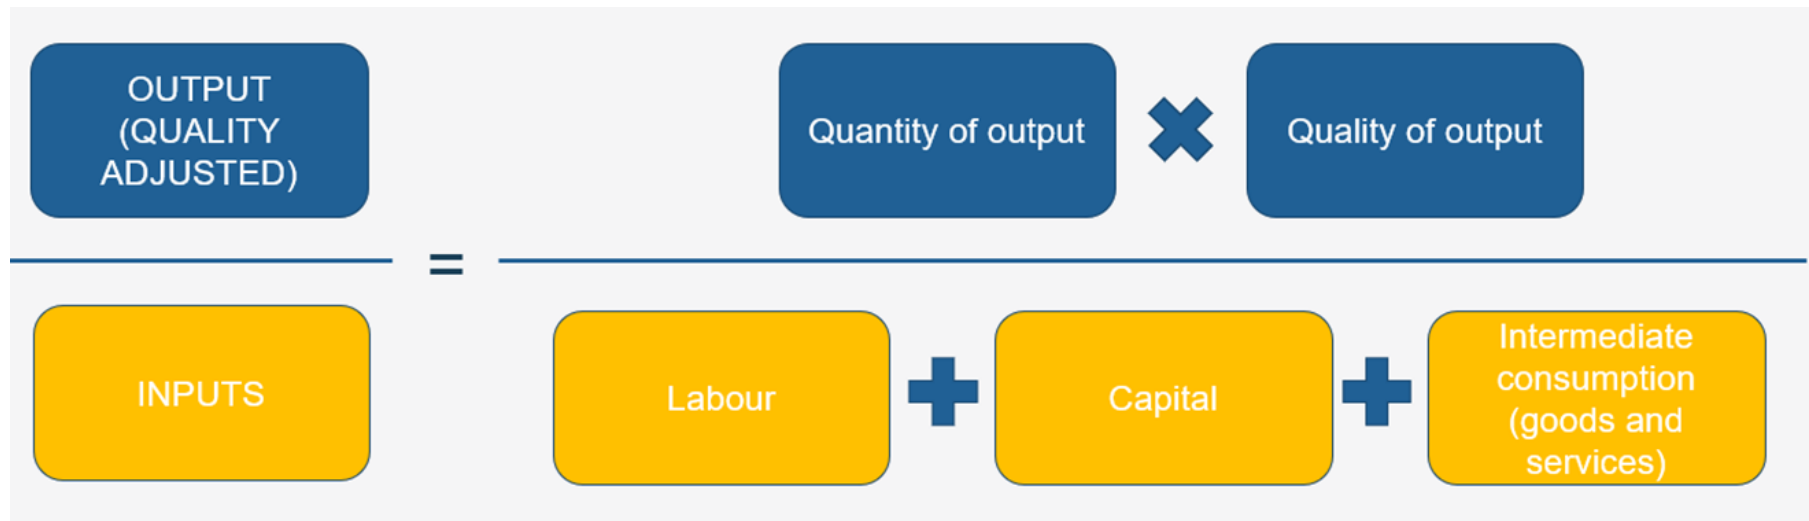 OUTPUT
(QUALITY
ADJUSTED)
Quantity of output
Quality of output
=
INPUTS
Labour
Capital
Intermediate
consumption
(goods and
services)